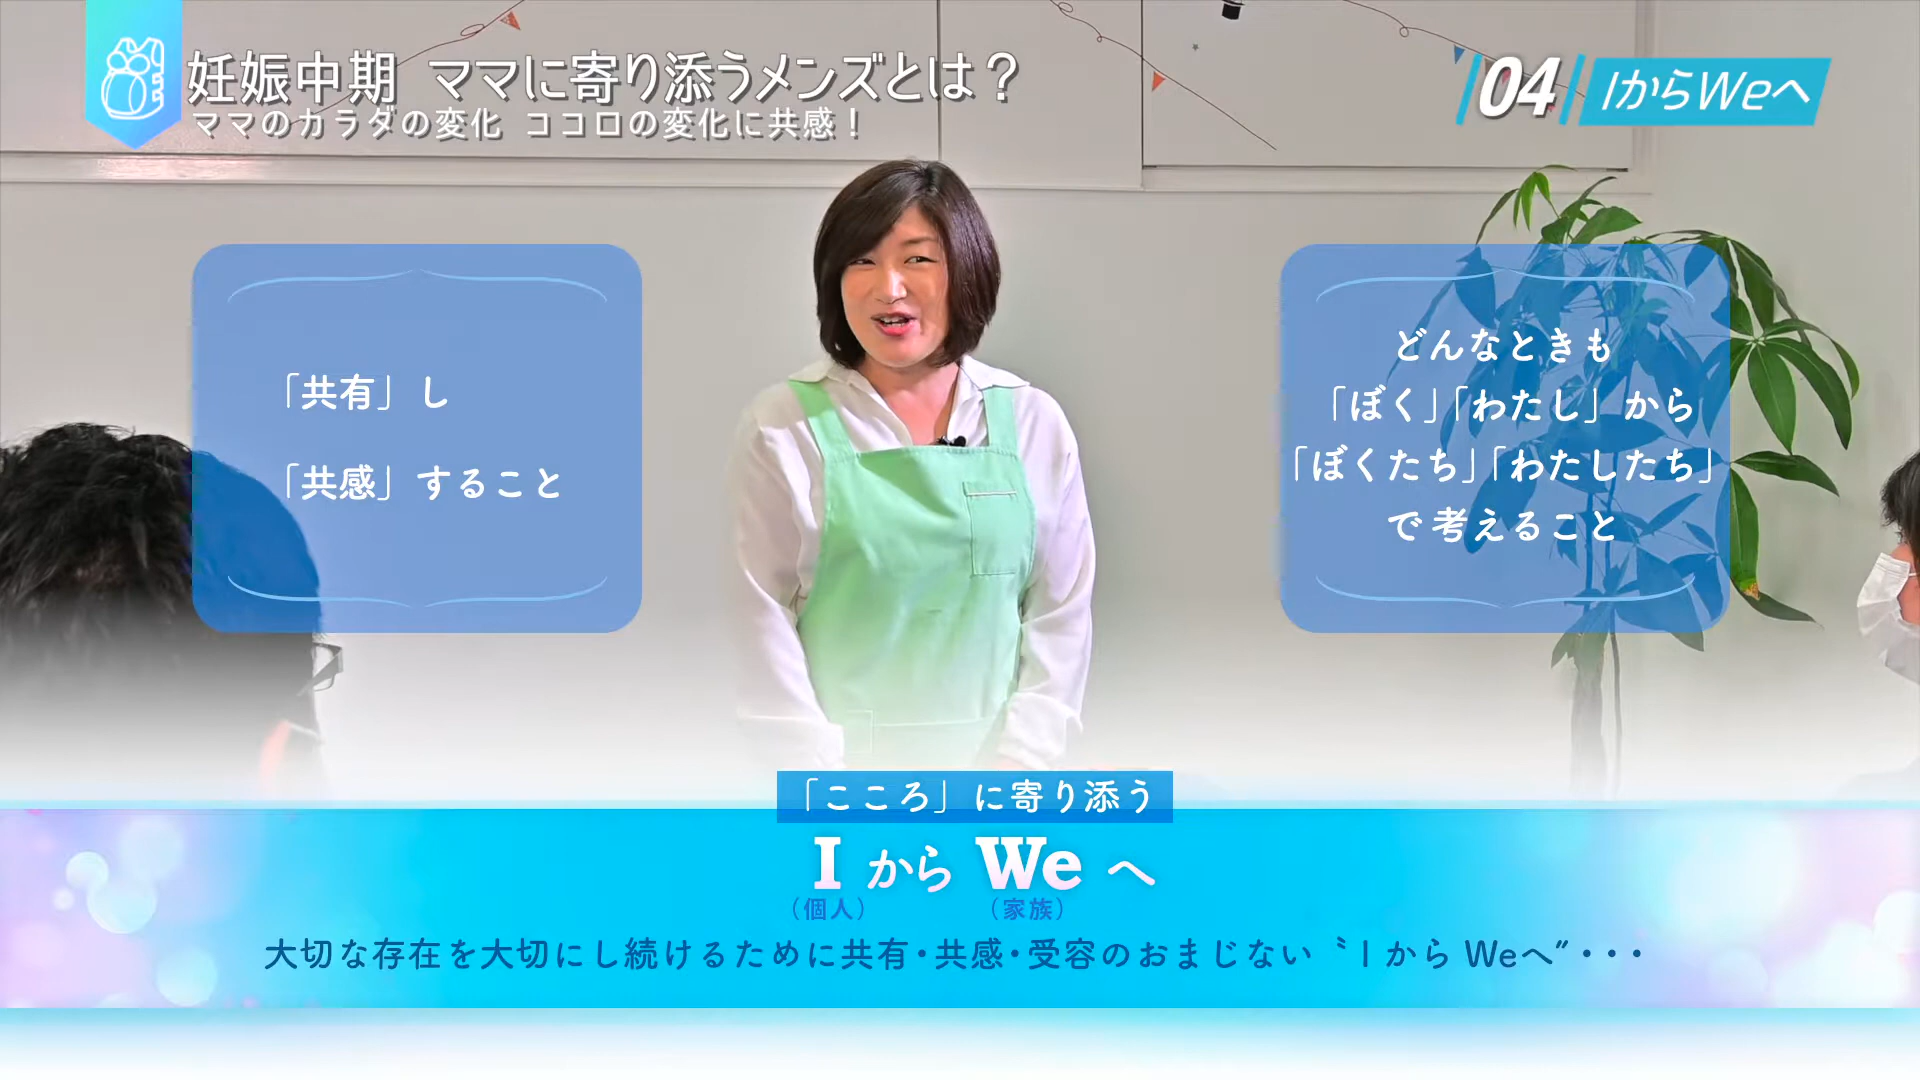 妊娠中期 ママに寄り添うメンズとは？
ママのカラダの変化 ココロの変化に共感！
04 IからWeへ
「共有」し
「共感」すること
どんなときも
「ぼく」「わたし」から
「ぼくたち」「わたしたち」
で考えること
「こころ」に寄り添う
I から We へ
（個人） （家族）
大切な存在を大切にし続けるために共有・共感・受容のおまじない〝I から Weへ〟・・・